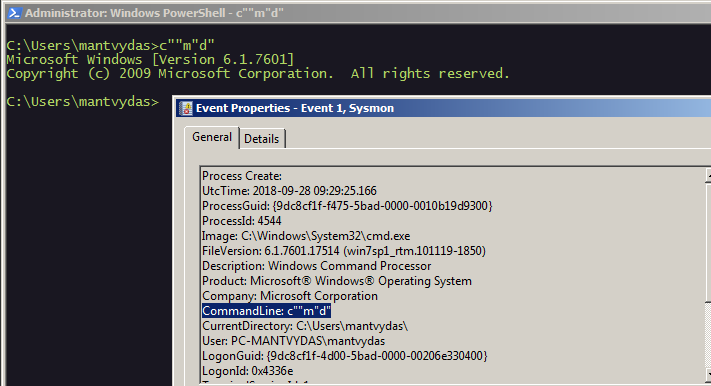 Administrator: Windows PowerShell - c""m"d"
C:\Users\mantvydas>c""m"d"
Microsoft Windows [Version 6.1.7601]
Copyright (c) 2009 Microsoft Corporation.  All rights reserved.
C:\Users\mantvydas>
Event Properties - Event 1, Sysmon
General Details
Process Create:
UtcTime: 2018-09-28 09:29:25.166
ProcessGuid: {9dc8cf1f-f475-5bad-0000-0010b19d9300}
ProcessId: 4544
Image: C:\Windows\System32\cmd.exe
FileVersion: 6.1.7601.17514 (win7sp1_rtm.101119-1850)
Description: Windows Command Processor
Product: Microsoft® Windows® Operating System
Company: Microsoft Corporation
CommandLine: c""m"d"
CurrentDirectory: C:\Users\mantvydas\
User: PC-MANTVYDAS\mantvydas
LogonGuid: {9dc8cf1f-4d00-5bad-0000-00206e330400}
LogonId: 0x4336e